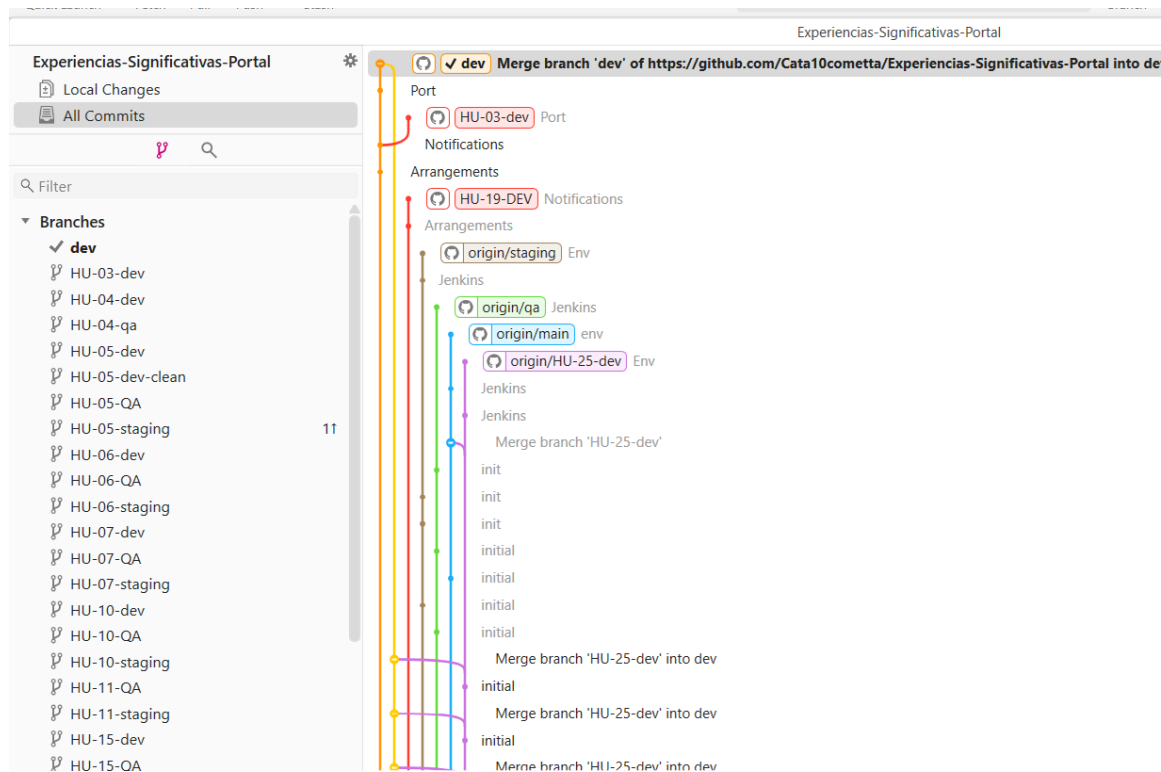 Experiencias-Significativas-Portal
Experiencias-Significativas-Portal
Local Changes
All Commits
Filter
Branches
dev
HU-03-dev
HU-04-dev
HU-04-qa
HU-05-dev
HU-05-dev-clean
HU-05-QA
HU-05-staging 1↑
HU-06-dev
HU-06-QA
HU-06-staging
HU-07-dev
HU-07-QA
HU-07-staging
HU-10-dev
HU-10-QA
HU-10-staging
HU-11-QA
HU-11-staging
HU-15-dev
HU-15-QA
dev Merge branch 'dev' of https://github.com/Cata10cometta/Experiencias-Significativas-Portal into dev
Port
HU-03-dev Port
Notifications
Arrangements
HU-19-DEV Notifications
Arrangements
origin/staging Env
Jenkins
origin/qa Jenkins
origin/main env
origin/HU-25-dev Env
Jenkins
Jenkins
Merge branch 'HU-25-dev'
init
init
init
initial
initial
initial
initial
Merge branch 'HU-25-dev' into dev
initial
Merge branch 'HU-25-dev' into dev
initial
Merge branch 'HU-25-dev' into dev